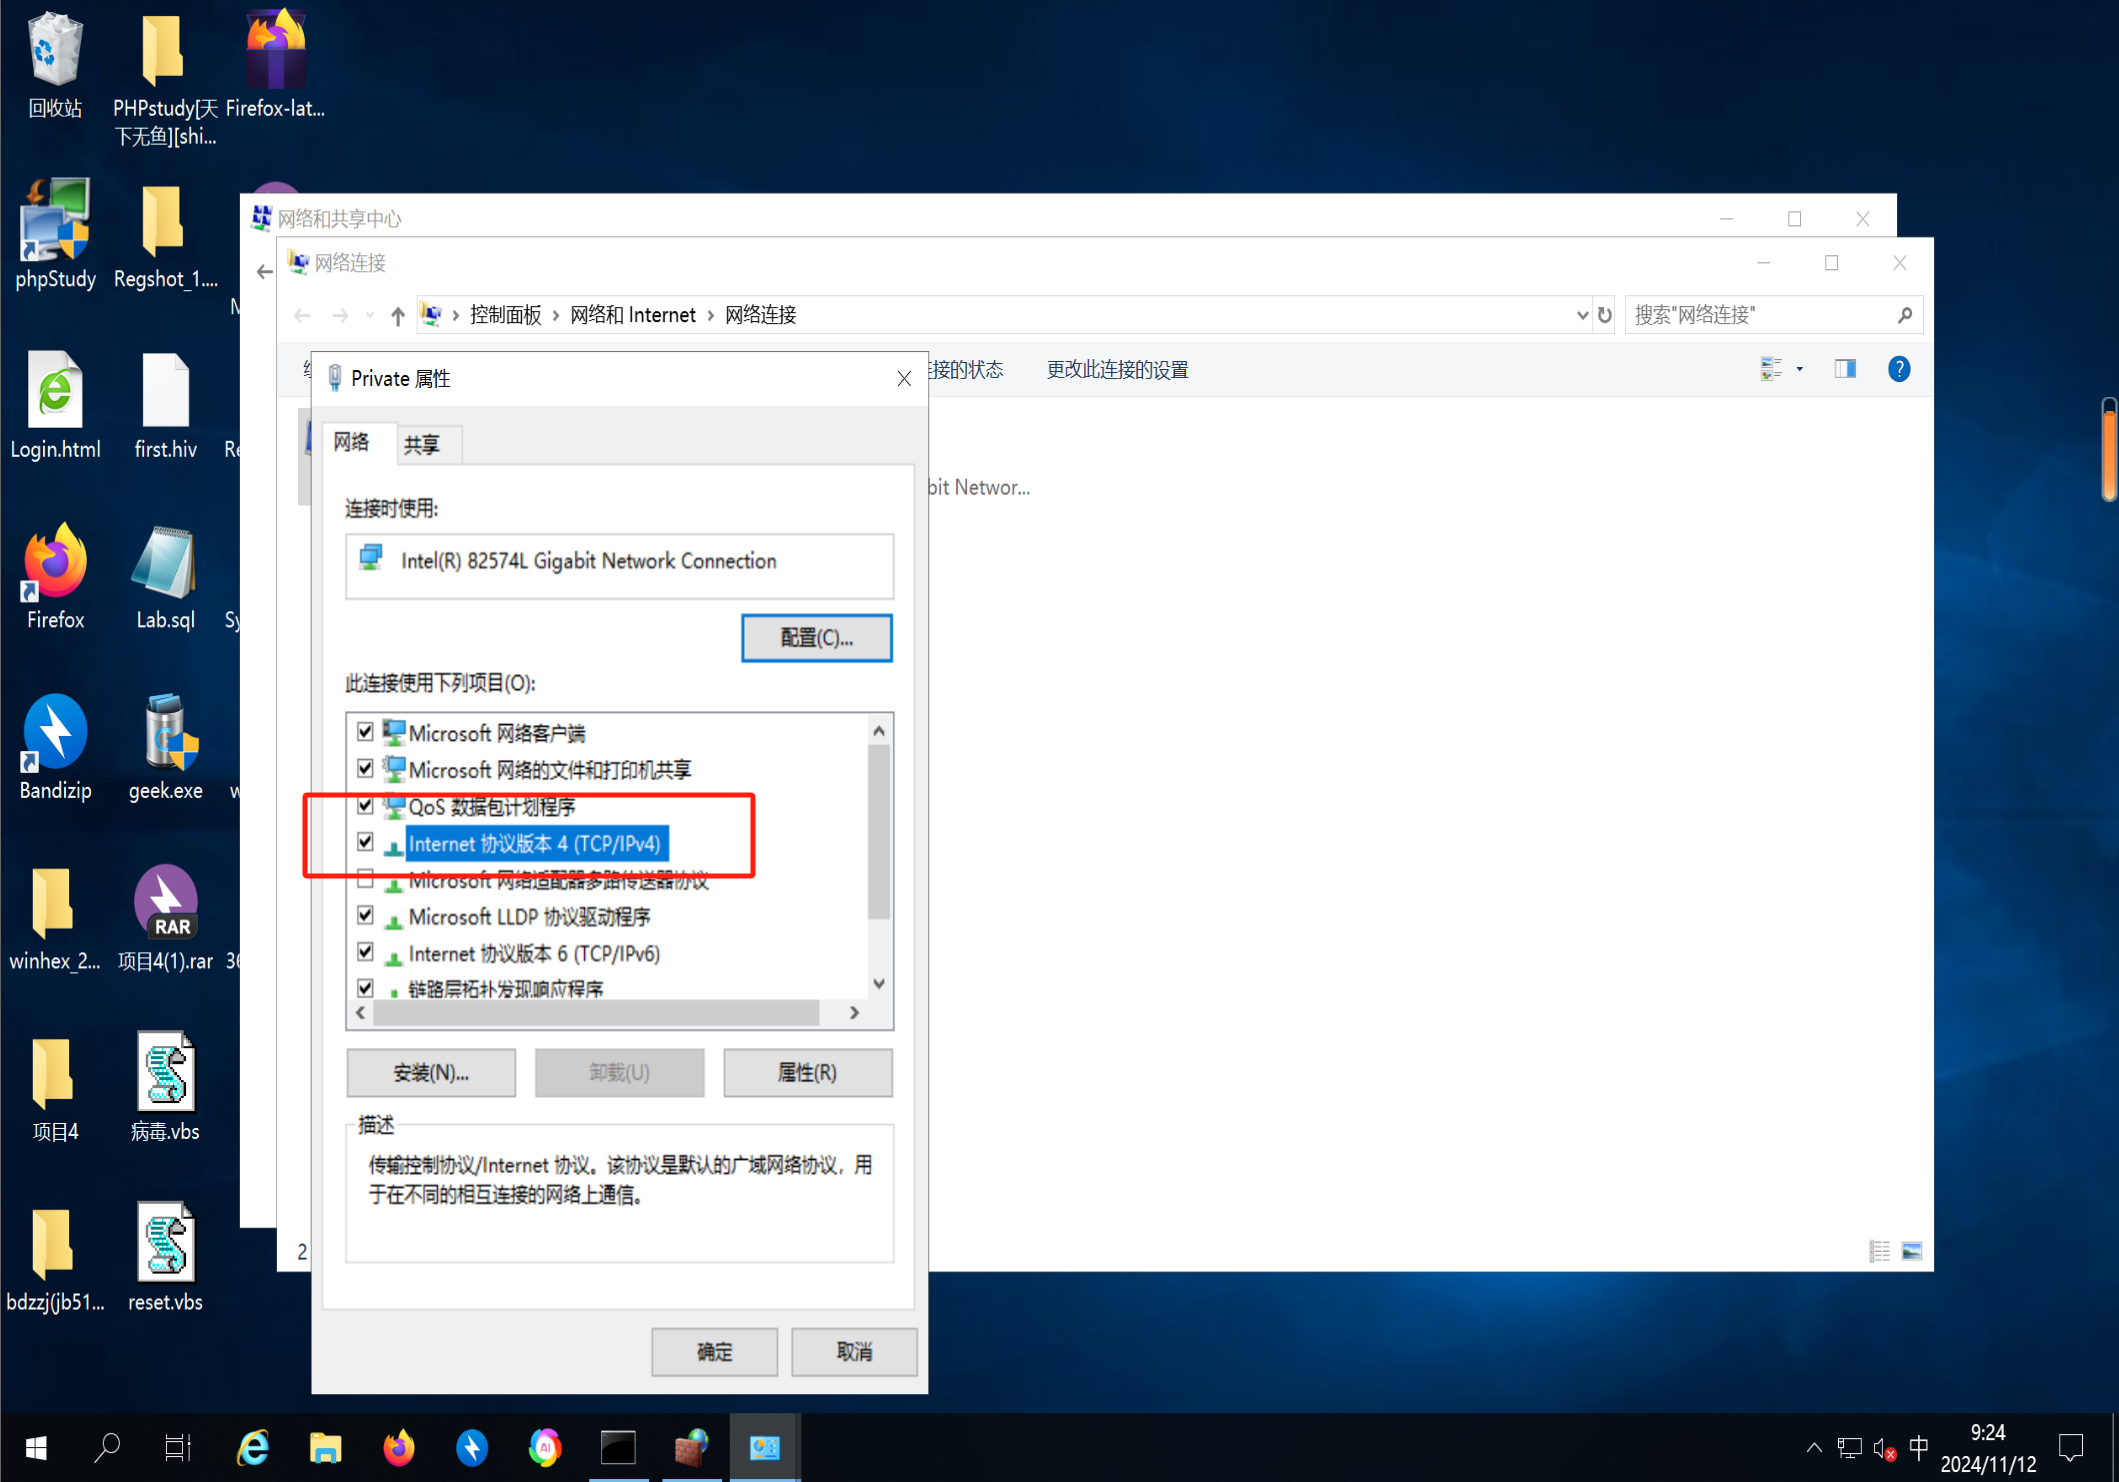 回收站
PHPstudy[天
下无鱼][shi...
Firefox-lat...
phpStudy
Regshot_1....
Login.html
first.hiv
Firefox
Lab.sql
Bandizip
geek.exe
RAR
winhex_2...
项目4(1).rar
项目4
病毒.vbs
bdzzj(jb51...
reset.vbs
网络和共享中心
网络连接
控制面板 › 网络和 Internet › 网络连接
搜索"网络连接"
连接的状态
更改此连接的设置
bit Networ...
Private 属性
网络
共享
连接时使用:
Intel(R) 82574L Gigabit Network Connection
配置(C)...
此连接使用下列项目(O):
Microsoft 网络客户端
Microsoft 网络的文件和打印机共享
QoS 数据包计划程序
Internet 协议版本 4 (TCP/IPv4)
Microsoft 网络适配器多路传送器协议
Microsoft LLDP 协议驱动程序
Internet 协议版本 6 (TCP/IPv6)
链路层拓扑发现响应程序
安装(N)...
卸载(U)
属性(R)
描述
传输控制协议/Internet 协议。该协议是默认的广域网络协议，用
于在不同的相互连接的网络上通信。
2
确定
取消
AI
中
9:24
2024/11/12